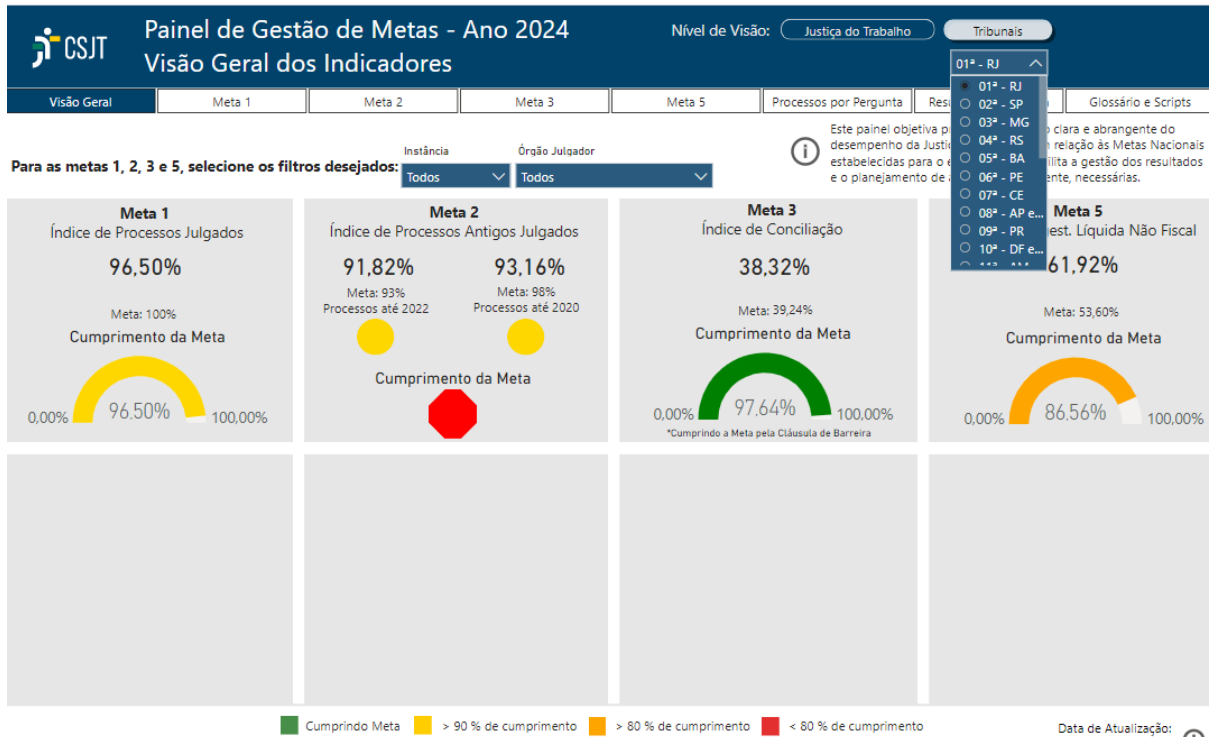 CSJT
Painel de Gestão de Metas - Ano 2024
Visão Geral dos Indicadores
Nível de Visão:
Justiça do Trabalho
Tribunais
01ª - RJ
01ª - RJ
02ª - SP
03ª - MG
04ª - RS
05ª - BA
06ª - PE
07ª - CE
08ª - AP e...
09ª - PR
10ª - DF e...
Visão Geral
Meta 1
Meta 2
Meta 3
Meta 5
Processos por Pergunta
Glossário e Scripts
Para as metas 1, 2, 3 e 5, selecione os filtros desejados:
Instância
Todos
Órgão Julgador
Todos
Este painel objetiva clara e abrangente do
desempenho da relação às Metas Nacionais
estabelecidas para o a gestão dos resultados
e o planejamento de necessárias.
Meta 1
Índice de Processos Julgados
96,50%
Meta: 100%
Cumprimento da Meta
0,00%
96,50%
100,00%
Meta 2
Índice de Processos Antigos Julgados
91,82%
Meta: 93%
Processos até 2022
93,16%
Meta: 98%
Processos até 2020
Cumprimento da Meta
Meta 3
Índice de Conciliação
38,32%
Meta: 39,24%
Cumprimento da Meta
0,00%
97,64%
100,00%
*Cumprindo a Meta pela Cláusula de Barreira
Meta 5
Líquida Não Fiscal
61,92%
Meta: 53,60%
Cumprimento da Meta
0,00%
86,56%
100,00%
Cumprindo Meta
> 90 % de cumprimento
> 80 % de cumprimento
< 80 % de cumprimento
Data de Atualização: